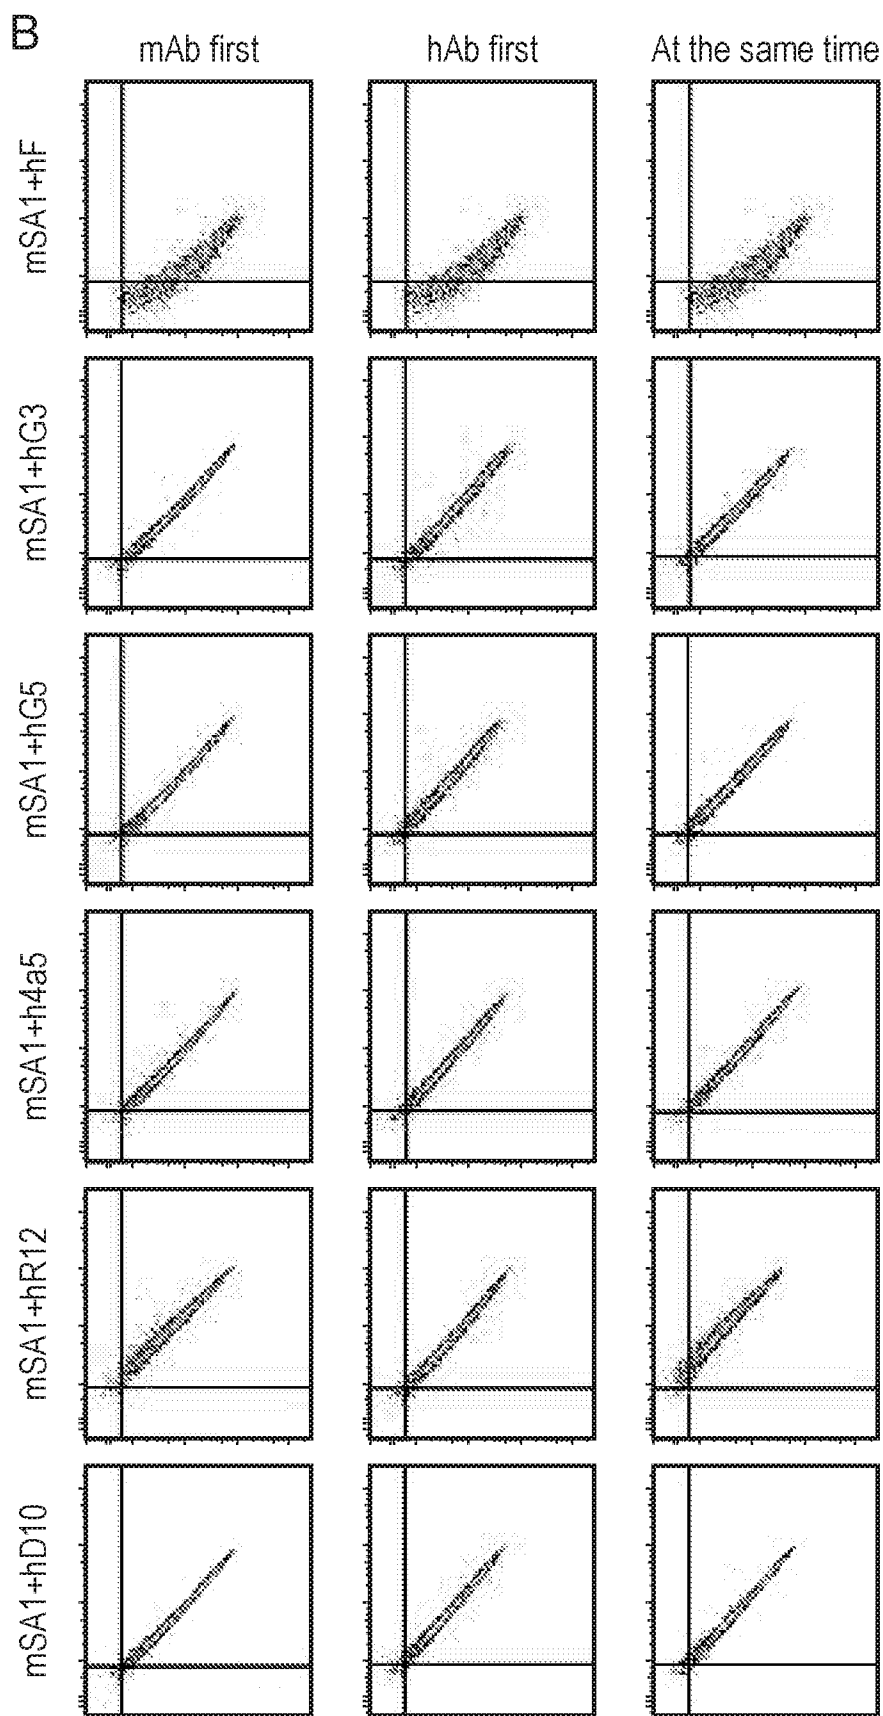 B
mAb first
hAb first
At the same time
mSA1+hF
mSA1+hG3
mSA1+hG5
mSA1+h4a5
mSA1+hR12
mSA1+hD10